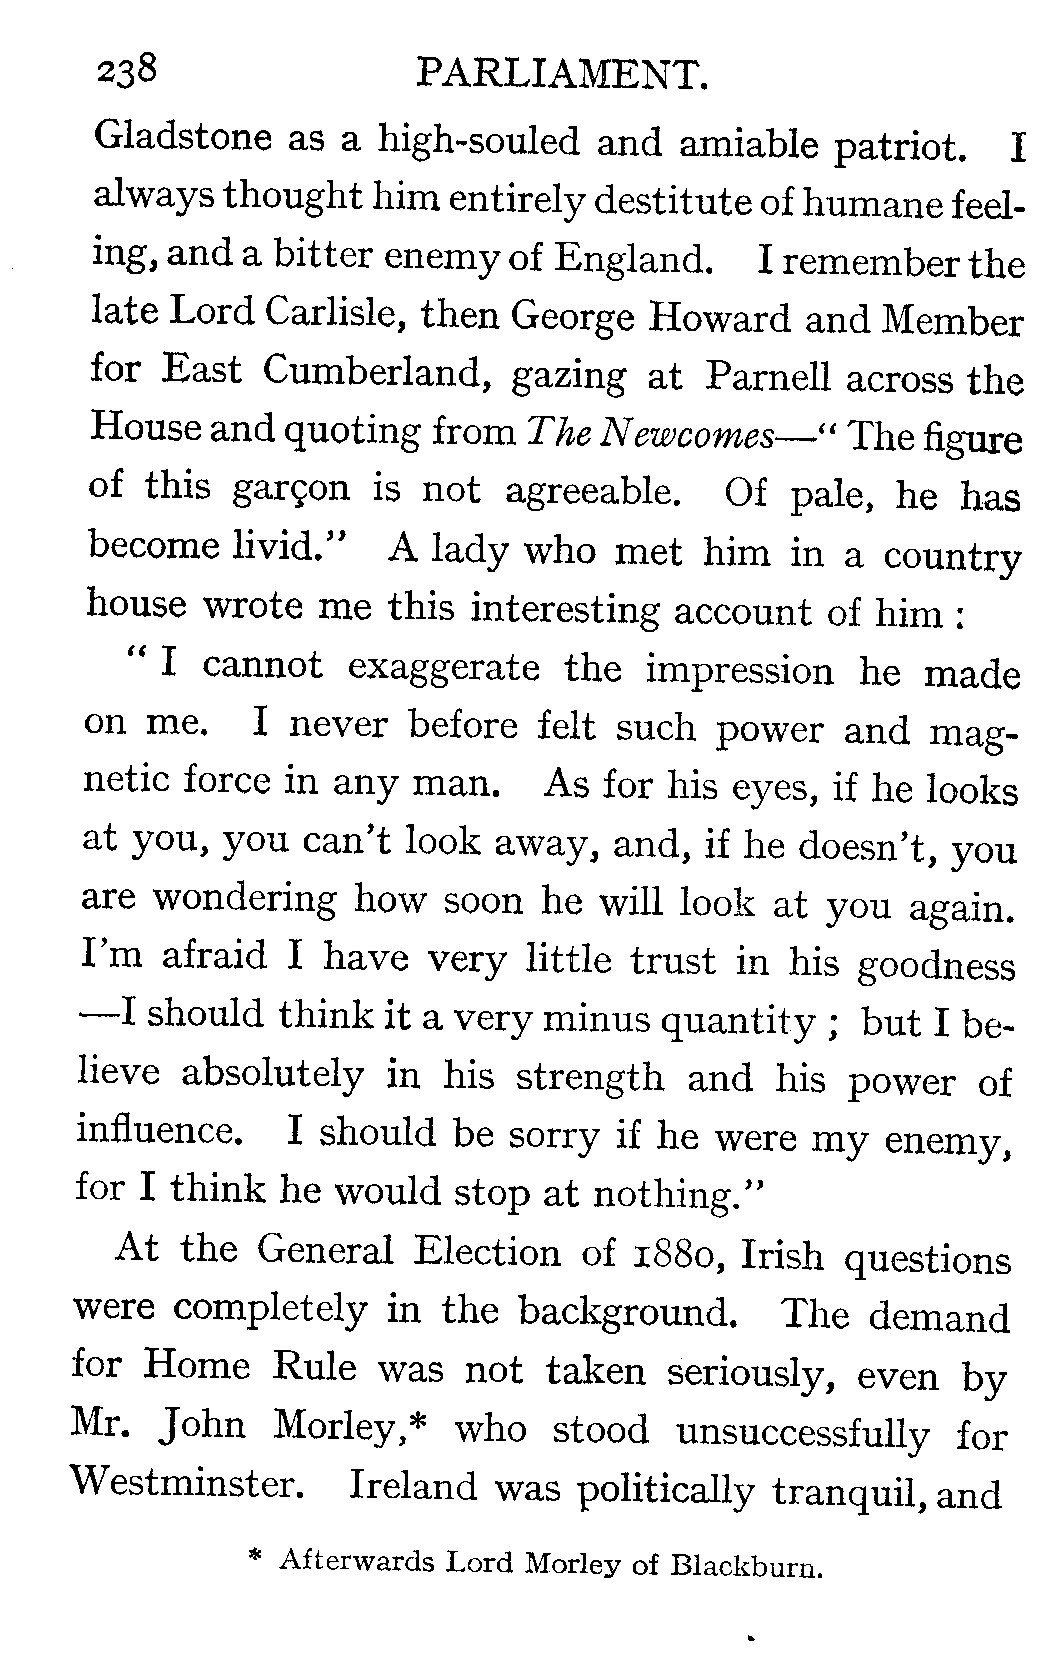 238 PARLIAMENT.
Gladstone as a high-souled and amiable patriot. I
always thought him entirely destitute of humane feel-
ing, and a bitter enemy of England. I remember the
late Lord Carlisle, then George Howard and Member
for East Cumberland, gazing at Parnell across the
House and quoting from The Newcomes—“ The figure
of this garçon is not agreeable. Of pale, he has
become livid.” A lady who met him in a country
house wrote me this interesting account of him :
“ I cannot exaggerate the impression he made
on me. I never before felt such power and mag-
netic force in any man. As for his eyes, if he looks
at you, you can’t look away, and, if he doesn’t, you
are wondering how soon he will look at you again.
I’m afraid I have very little trust in his goodness
—I should think it a very minus quantity ; but I be-
lieve absolutely in his strength and his power of
influence. I should be sorry if he were my enemy,
for I think he would stop at nothing.”
At the General Election of 1880, Irish questions
were completely in the background. The demand
for Home Rule was not taken seriously, even by
Mr. John Morley,* who stood unsuccessfully for
Westminster. Ireland was politically tranquil, and
* Afterwards Lord Morley of Blackburn.